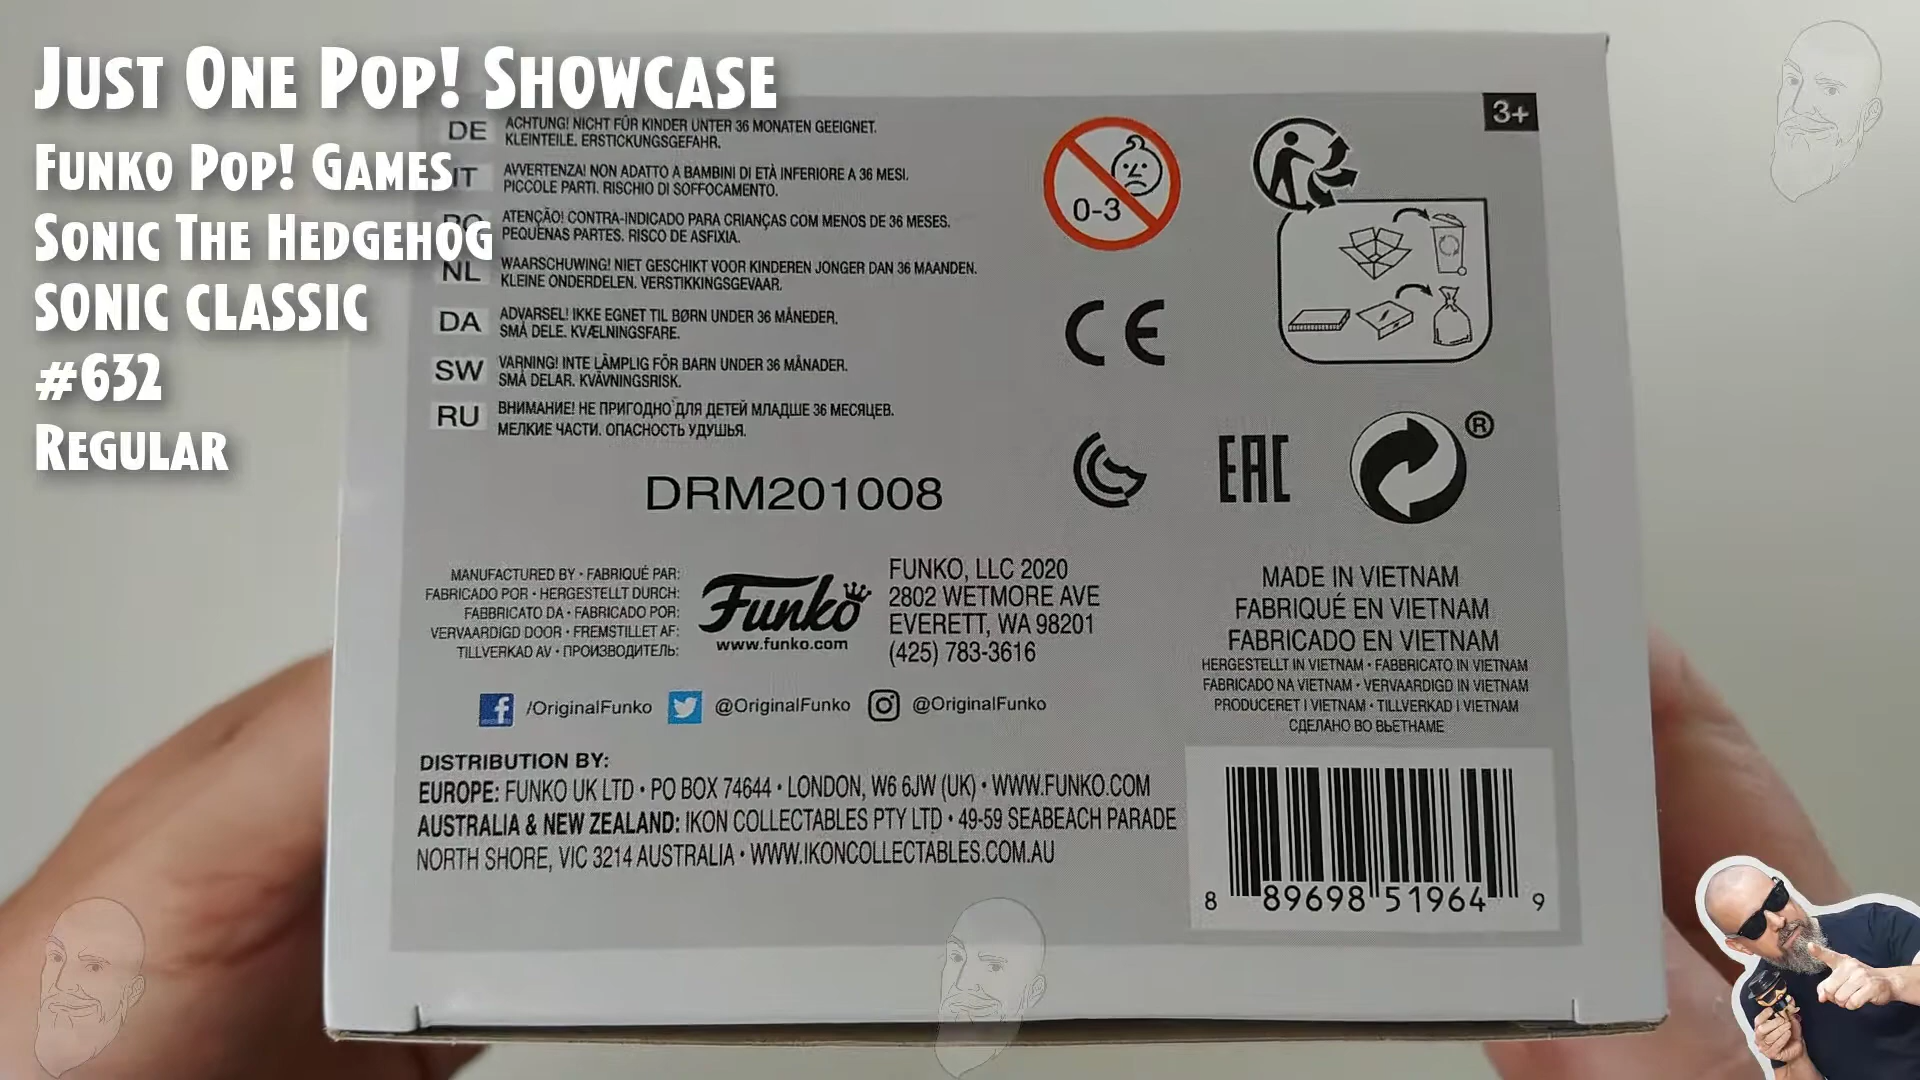 Just One Pop! Showcase
Funko Pop! Games
Sonic The Hedgehog
SONIC CLASSIC
#632
Regular
DE ACHTUNG! NICHT FÜR KINDER UNTER 36 MONATEN GEEIGNET.
KLEINTEILE. ERSTICKUNGSGEFAHR.
IT AVVERTENZA! NON ADATTO A BAMBINI DI ETÀ INFERIORE A 36 MESI.
PICCOLE PARTI. RISCHIO DI SOFFOCAMENTO.
ATENÇÃO! CONTRA-INDICADO PARA CRIANÇAS COM MENOS DE 36 MESES.
PEQUENAS PARTES. RISCO DE ASFIXIA.
NL WAARSCHUWING! NIET GESCHIKT VOOR KINDEREN JONGER DAN 36 MAANDEN.
KLEINE ONDERDELEN. VERSTIKKINGSGEVAAR.
DA ADVARSEL! IKKE EGNET TIL BØRN UNDER 36 MÅNEDER.
SMÅ DELE. KVÆLNINGSFARE.
SW VARNING! INTE LÄMPLIG FÖR BARN UNDER 36 MÅNADER.
SMÅ DELAR. KVÄVNINGSRISK.
RU ВНИМАНИЕ! НЕ ПРИГОДНО ДЛЯ ДЕТЕЙ МЛАДШЕ 36 МЕСЯЦЕВ.
МЕЛКИЕ ЧАСТИ. ОПАСНОСТЬ УДУШЬЯ.
3+
0-3
CE
EAC
®
DRM201008
MANUFACTURED BY • FABRIQUÉ PAR:
FABRICADO POR • HERGESTELLT DURCH:
FABBRICATO DA • FABRICADO POR:
VERVAARDIGD DOOR • FREMSTILLET AF:
TILLVERKAD AV • ПРОИЗВОДИТЕЛЬ:
Funko
www.funko.com
FUNKO, LLC 2020
2802 WETMORE AVE
EVERETT, WA 98201
(425) 783-3616
MADE IN VIETNAM
FABRIQUÉ EN VIETNAM
FABRICADO EN VIETNAM
HERGESTELLT IN VIETNAM • FABBRICATO IN VIETNAM
FABRICADO NA VIETNAM • VERVAARDIGD IN VIETNAM
PRODUCERET I VIETNAM • TILLVERKAD I VIETNAM
СДЕЛАНО ВО ВЬЕТНАМЕ
f /OriginalFunko @OriginalFunko @OriginalFunko
DISTRIBUTION BY:
EUROPE: FUNKO UK LTD • PO BOX 74644 • LONDON, W6 6JW (UK) • WWW.FUNKO.COM
AUSTRALIA & NEW ZEALAND: IKON COLLECTABLES PTY LTD • 49-59 SEABEACH PARADE
NORTH SHORE, VIC 3214 AUSTRALIA • WWW.IKONCOLLECTABLES.COM.AU
8 89698 51964 9